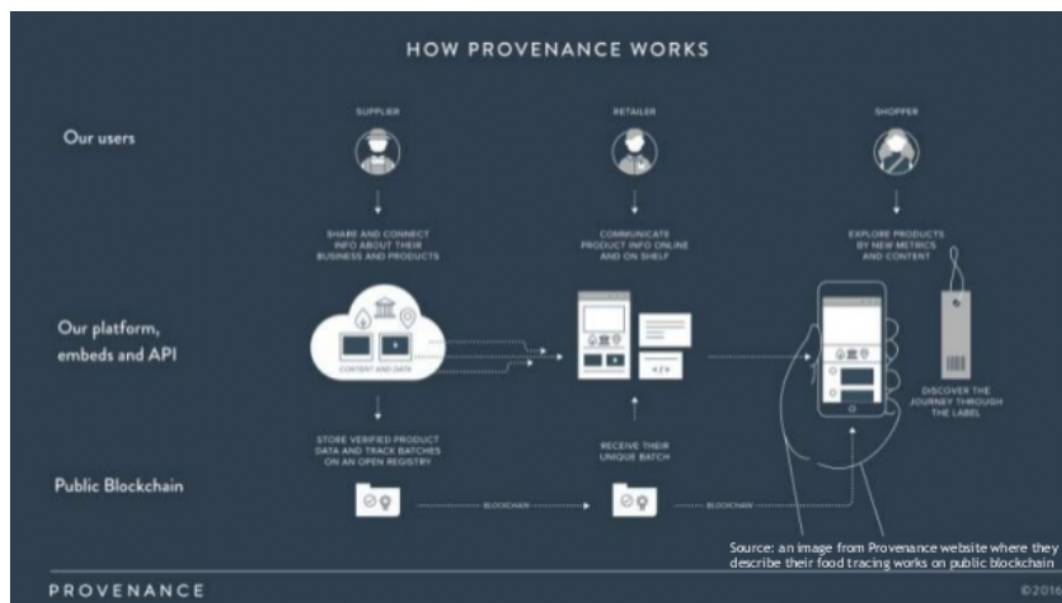 HOW PROVENANCE WORKS
Our users
SUPPLIER
RETAILER
SHOPPER
SHARE AND CONNECT
INFO ABOUT THEIR
BUSINESS AND PRODUCTS
COMMUNICATE
PRODUCT INFO ONLINE
AND ON SHELF
EXPLORE PRODUCTS
BY NEW METRICS
AND CONTENT
Our platform,
embeds and API
CONTENT AND DATA
</>
DISCOVER THE
JOURNEY THROUGH
THE LABEL
STORE VERIFIED PRODUCT
DATA AND TRACK BATCHES
ON AN OPEN REGISTRY
RECEIVE THEIR
UNIQUE BATCH
Public Blockchain
BLOCKCHAIN
BLOCKCHAIN
Source: an image from Provenance website where they
describe their food tracing works on public blockchain
PROVENANCE
©2016